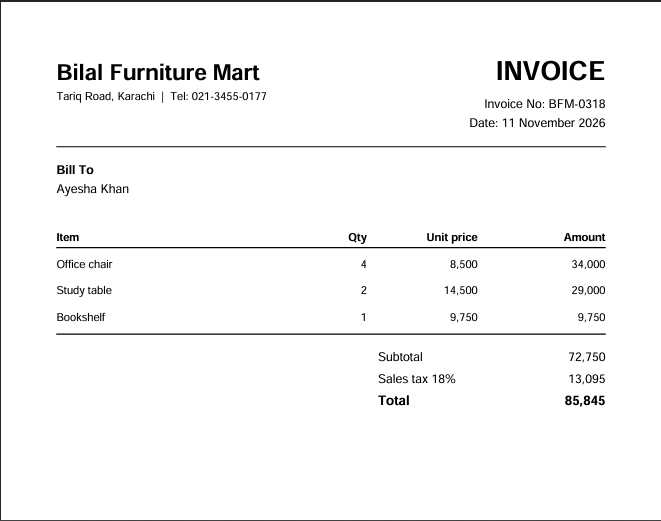 Bilal Furniture Mart
INVOICE
Tariq Road, Karachi | Tel: 021-3455-0177
Invoice No: BFM-0318
Date: 11 November 2026
Bill To
Ayesha Khan
Item Qty Unit price Amount
Office chair 4 8,500 34,000
Study table 2 14,500 29,000
Bookshelf 1 9,750 9,750
Subtotal 72,750
Sales tax 18% 13,095
Total 85,845